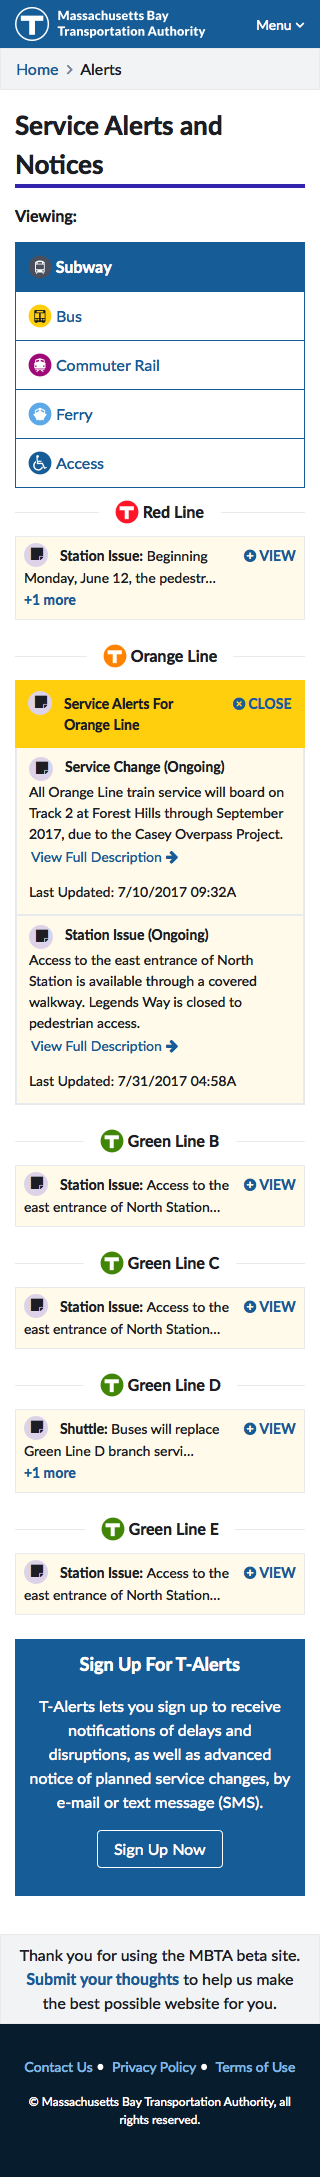 Massachusetts Bay
Transportation Authority
Menu
Home > Alerts
Service Alerts and
Notices
Viewing:
Subway
Bus
Commuter Rail
Ferry
Access
T Red Line
Station Issue: Beginning
Monday, June 12, the pedestr...
+1 more
VIEW
T Orange Line
Service Alerts For
Orange Line
CLOSE
Service Change (Ongoing)
All Orange Line train service will board on
Track 2 at Forest Hills through September
2017, due to the Casey Overpass Project.
View Full Description
Last Updated: 7/10/2017 09:32A
Station Issue (Ongoing)
Access to the east entrance of North
Station is available through a covered
walkway. Legends Way is closed to
pedestrian access.
View Full Description
Last Updated: 7/31/2017 04:58A
T Green Line B
Station Issue: Access to the
east entrance of North Station...
VIEW
T Green Line C
Station Issue: Access to the
east entrance of North Station...
VIEW
T Green Line D
Shuttle: Buses will replace
Green Line D branch servi...
+1 more
VIEW
T Green Line E
Station Issue: Access to the
east entrance of North Station...
VIEW
Sign Up For T-Alerts
T-Alerts lets you sign up to receive
notifications of delays and
disruptions, as well as advanced
notice of planned service changes, by
e-mail or text message (SMS).
Sign Up Now
Thank you for using the MBTA beta site.
Submit your thoughts to help us make
the best possible website for you.
Contact Us • Privacy Policy • Terms of Use
© Massachusetts Bay Transportation Authority, all
rights reserved.